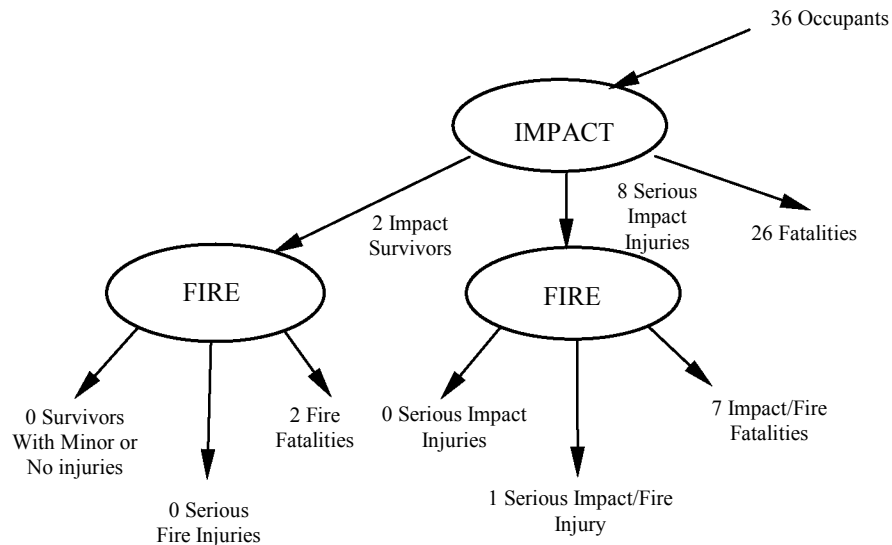 36 Occupants
IMPACT
2 Impact
Survivors
8 Serious
Impact
Injuries
26 Fatalities
FIRE
FIRE
0 Survivors
With Minor or
No injuries
2 Fire
Fatalities
0 Serious Impact
Injuries
7 Impact/Fire
Fatalities
0 Serious
Fire Injuries
1 Serious Impact/Fire
Injury